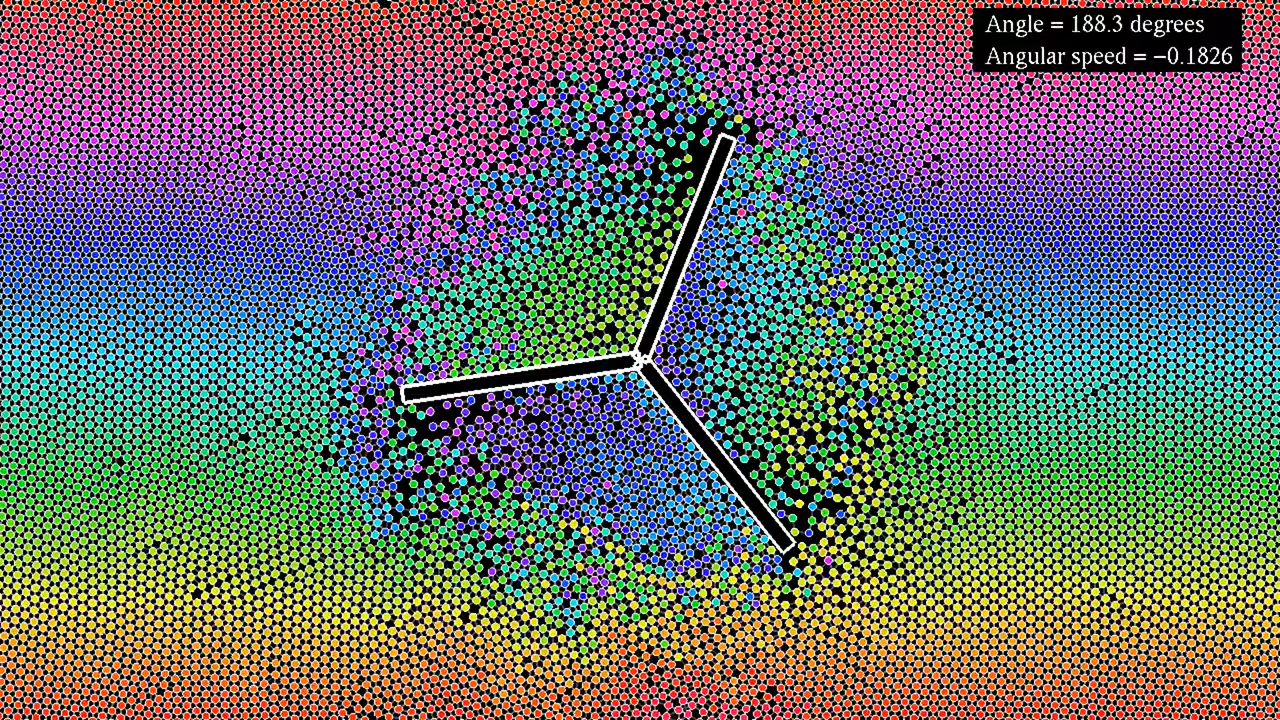 Angle = 188.3 degrees
Angular speed = −0.1826